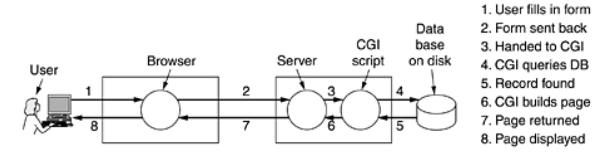 1. User fills in form
2. Form sent back
3. Handed to CGI
4. CGI queries DB
5. Record found
6. CGI builds page
7. Page returned
8. Page displayed
User
Browser
Server
CGI
script
Data
base
on disk
1
2
3
4
8
7
6
5